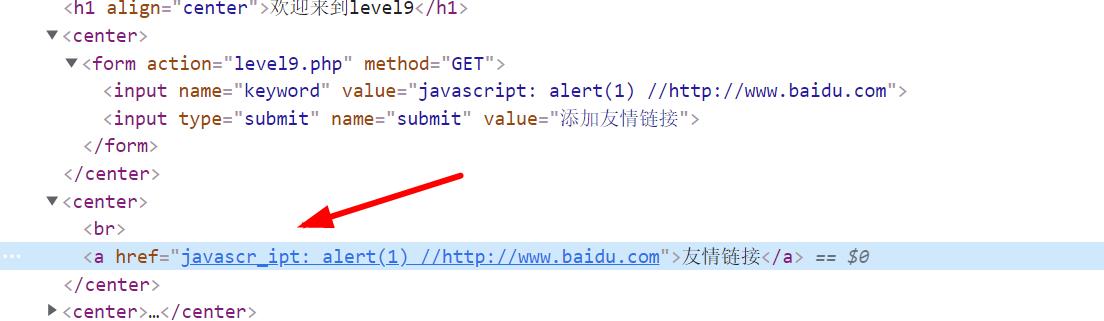 <h1 align="center">欢迎来到level9</h1>
▼<center>
▼<form action="level9.php" method="GET">
<input name="keyword" value="javascript: alert(1) //http://www.baidu.com">
<input type="submit" name="submit" value="添加友情链接">
</form>
</center>
▼<center>
<br>
… <a href="javascr_ipt: alert(1) //http://www.baidu.com">友情链接</a> == $0
</center>
▶<center>…</center>